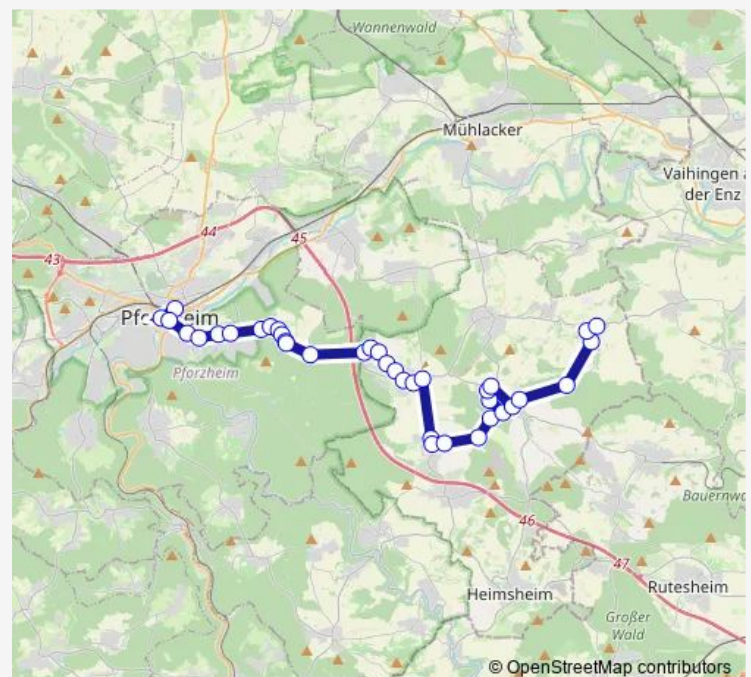 Wannenwald
Mühlacker
Vaihingen a
der Enz
44
45
43
Pforzheim
Pforzheim
Bauernwa
46
47
Heimsheim
Rutesheim
Großer
Wald
© OpenStreetMap contributors